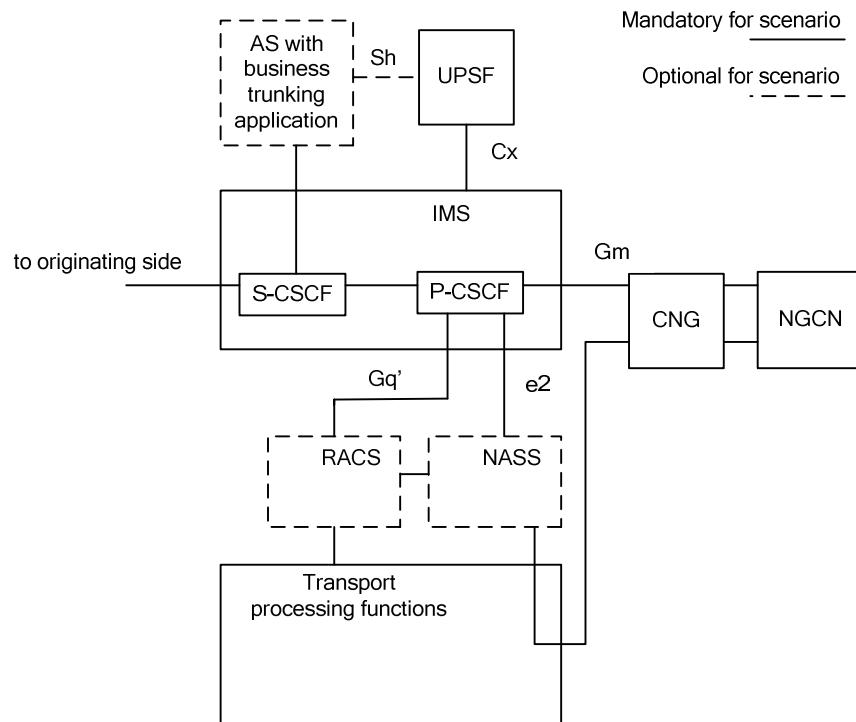 Mandatory for scenario
Optional for scenario
AS with
business
trunking
application
Sh
UPSF
Cx
IMS
to originating side
S-CSCF
P-CSCF
Gm
CNG
NGCN
Gq’
e2
RACS
NASS
Transport
processing functions